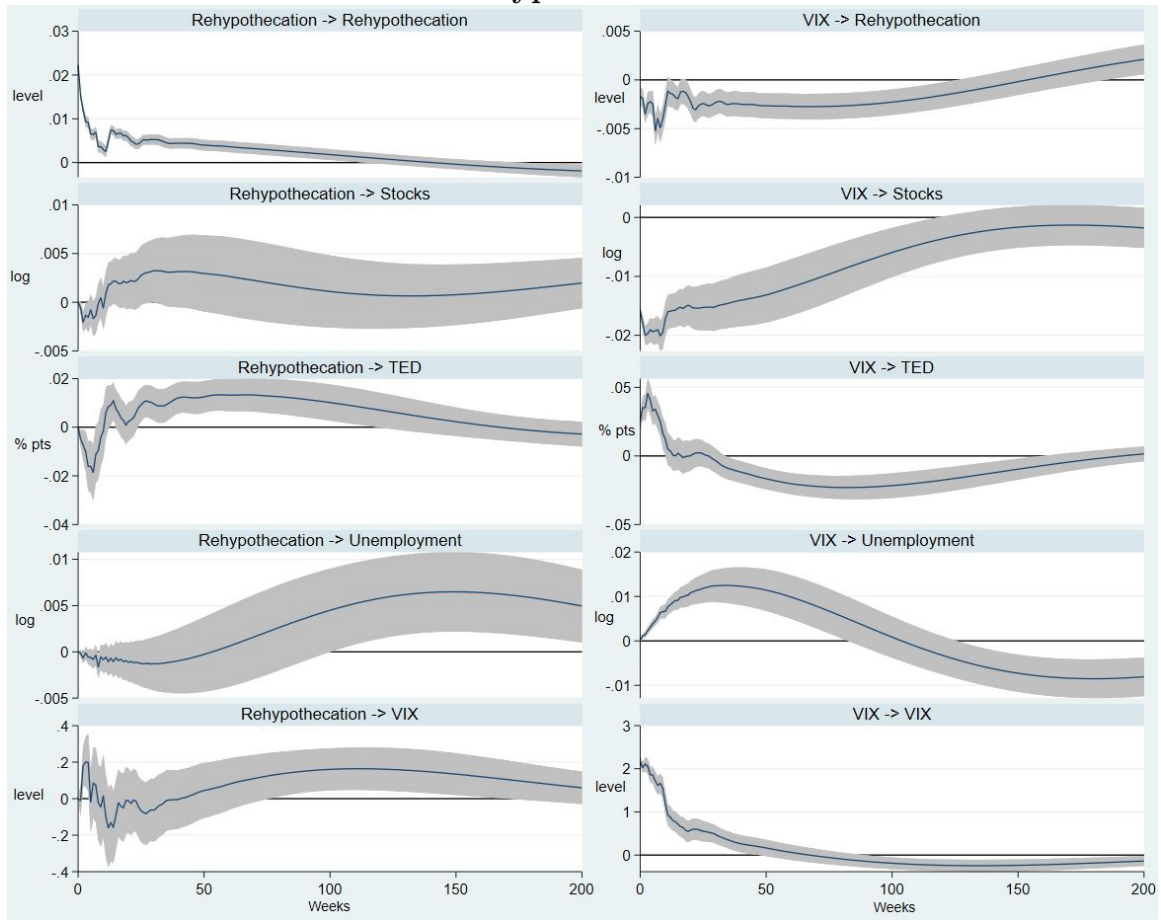 Rehypothecation -> Rehypothecation
.03
.02
level
.01
0
Rehypothecation -> Stocks
.01
.005
log
0
-.005
Rehypothecation -> TED
.02
0
% pts
-.02
-.04
Rehypothecation -> Unemployment
.01
.005
log
0
-.005
Rehypothecation -> VIX
.4
.2
level
0
-.2
-.4
0 50 100 150 200
Weeks
VIX -> Rehypothecation
.005
0
level
-.005
-.01
VIX -> Stocks
0
log
-.01
-.02
VIX -> TED
.05
% pts
0
-.05
VIX -> Unemployment
.02
.01
log
0
-.01
VIX -> VIX
3
2
level
1
0
0 50 100 150 200
Weeks